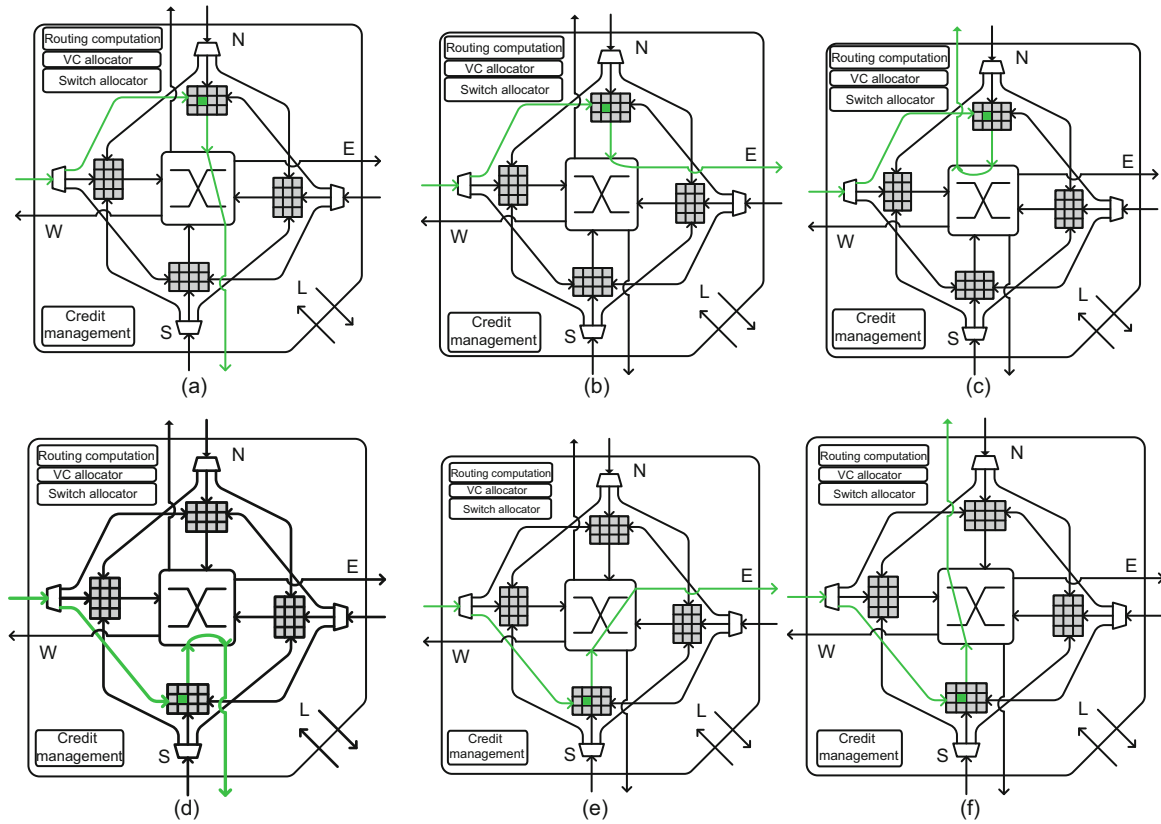 Routing computation
VC allocator
Switch allocator
N
E
W
L
S
Credit
management
(a)
Routing computation
VC allocator
Switch allocator
N
E
W
L
S
Credit
management
(b)
Routing computation
VC allocator
Switch allocator
N
E
W
L
S
Credit
management
(c)
Routing computation
VC allocator
Switch allocator
N
E
W
L
S
Credit
management
(d)
Routing computation
VC allocator
Switch allocator
N
E
W
L
S
Credit
management
(e)
Routing computation
VC allocator
Switch allocator
N
E
W
L
S
Credit
management
(f)